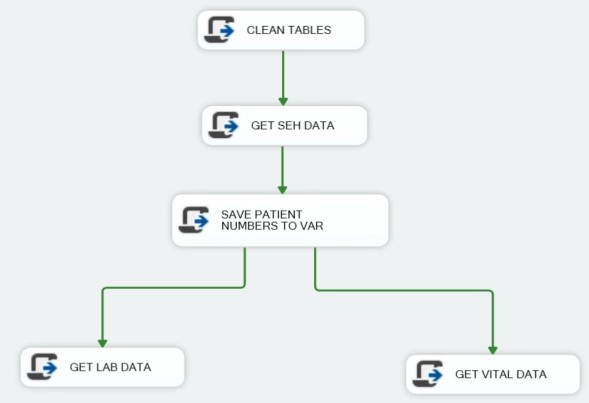 CLEAN TABLES
GET SEH DATA
SAVE PATIENT
NUMBERS TO VAR
GET LAB DATA
GET VITAL DATA